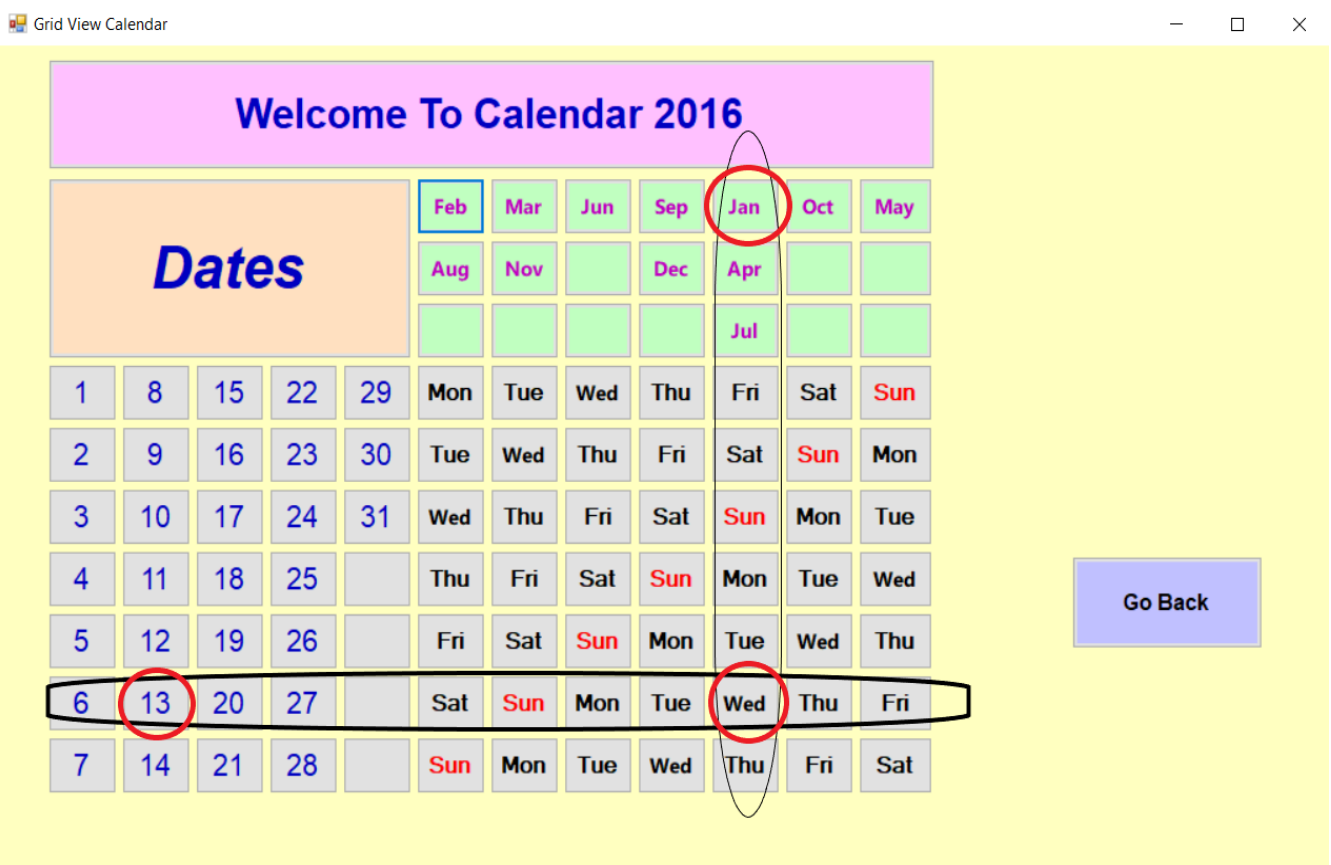 Grid View Calendar
Welcome To Calendar 2016
Dates
Feb Mar Jun Sep Jan Oct May
Aug Nov Dec Apr
Jul
1 8 15 22 29 Mon Tue Wed Thu Fri Sat Sun
2 9 16 23 30 Tue Wed Thu Fri Sat Sun Mon
3 10 17 24 31 Wed Thu Fri Sat Sun Mon Tue
4 11 18 25 Thu Fri Sat Sun Mon Tue Wed
5 12 19 26 Fri Sat Sun Mon Tue Wed Thu
6 13 20 27 Sat Sun Mon Tue Wed Thu Fri
7 14 21 28 Sun Mon Tue Wed Thu Fri Sat
Go Back